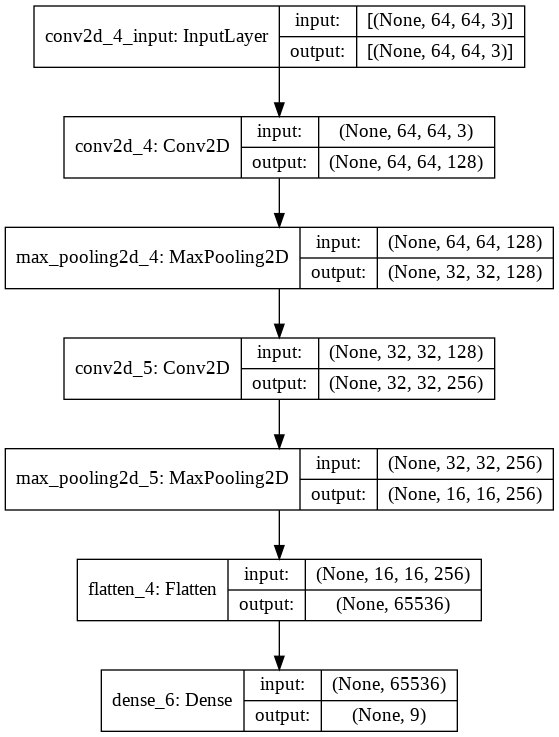 conv2d_4_input: InputLayer
input: [(None, 64, 64, 3)]
output: [(None, 64, 64, 3)]
conv2d_4: Conv2D
input: (None, 64, 64, 3)
output: (None, 64, 64, 128)
max_pooling2d_4: MaxPooling2D
input: (None, 64, 64, 128)
output: (None, 32, 32, 128)
conv2d_5: Conv2D
input: (None, 32, 32, 128)
output: (None, 32, 32, 256)
max_pooling2d_5: MaxPooling2D
input: (None, 32, 32, 256)
output: (None, 16, 16, 256)
flatten_4: Flatten
input: (None, 16, 16, 256)
output: (None, 65536)
dense_6: Dense
input: (None, 65536)
output: (None, 9)